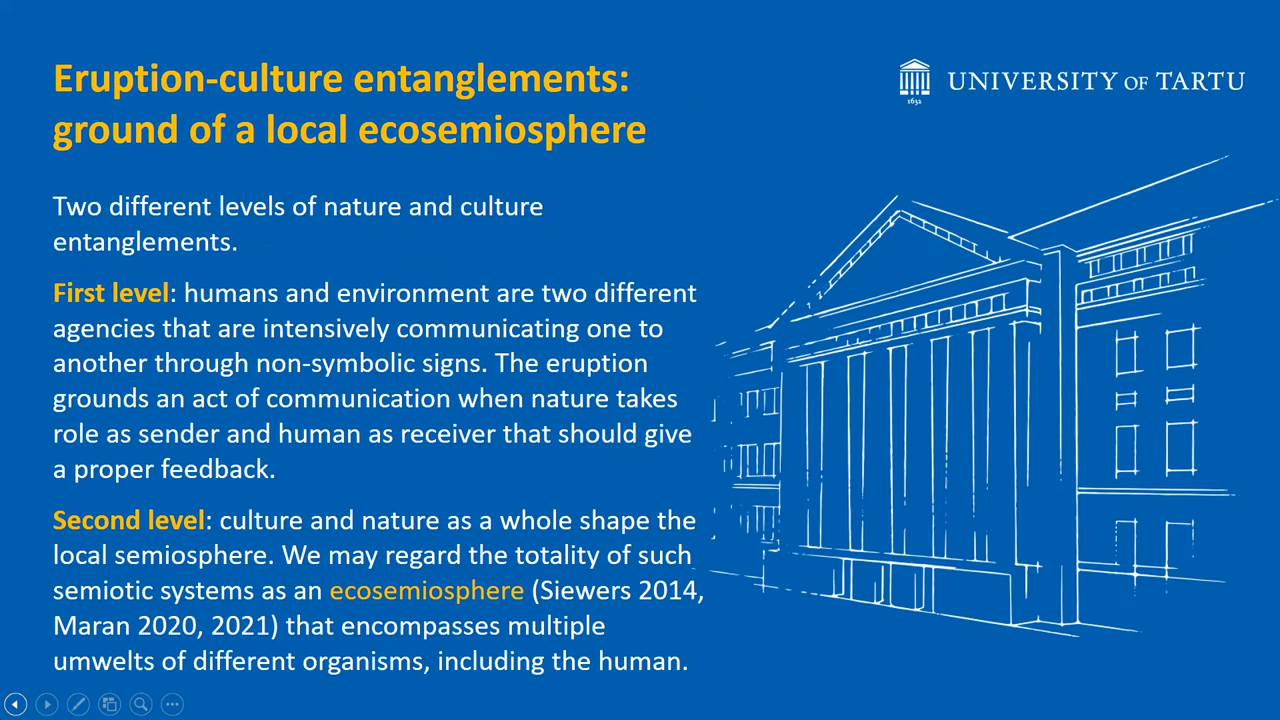 Eruption-culture entanglements:
ground of a local ecosemiosphere
1632
UNIVERSITY OF TARTU
Two different levels of nature and culture
entanglements.
First level: humans and environment are two different
agencies that are intensively communicating one to
another through non-symbolic signs. The eruption
grounds an act of communication when nature takes
role as sender and human as receiver that should give
a proper feedback.
Second level: culture and nature as a whole shape the
local semiosphere. We may regard the totality of such
semiotic systems as an ecosemiosphere (Siewers 2014,
Maran 2020, 2021) that encompasses multiple
umwelts of different organisms, including the human.